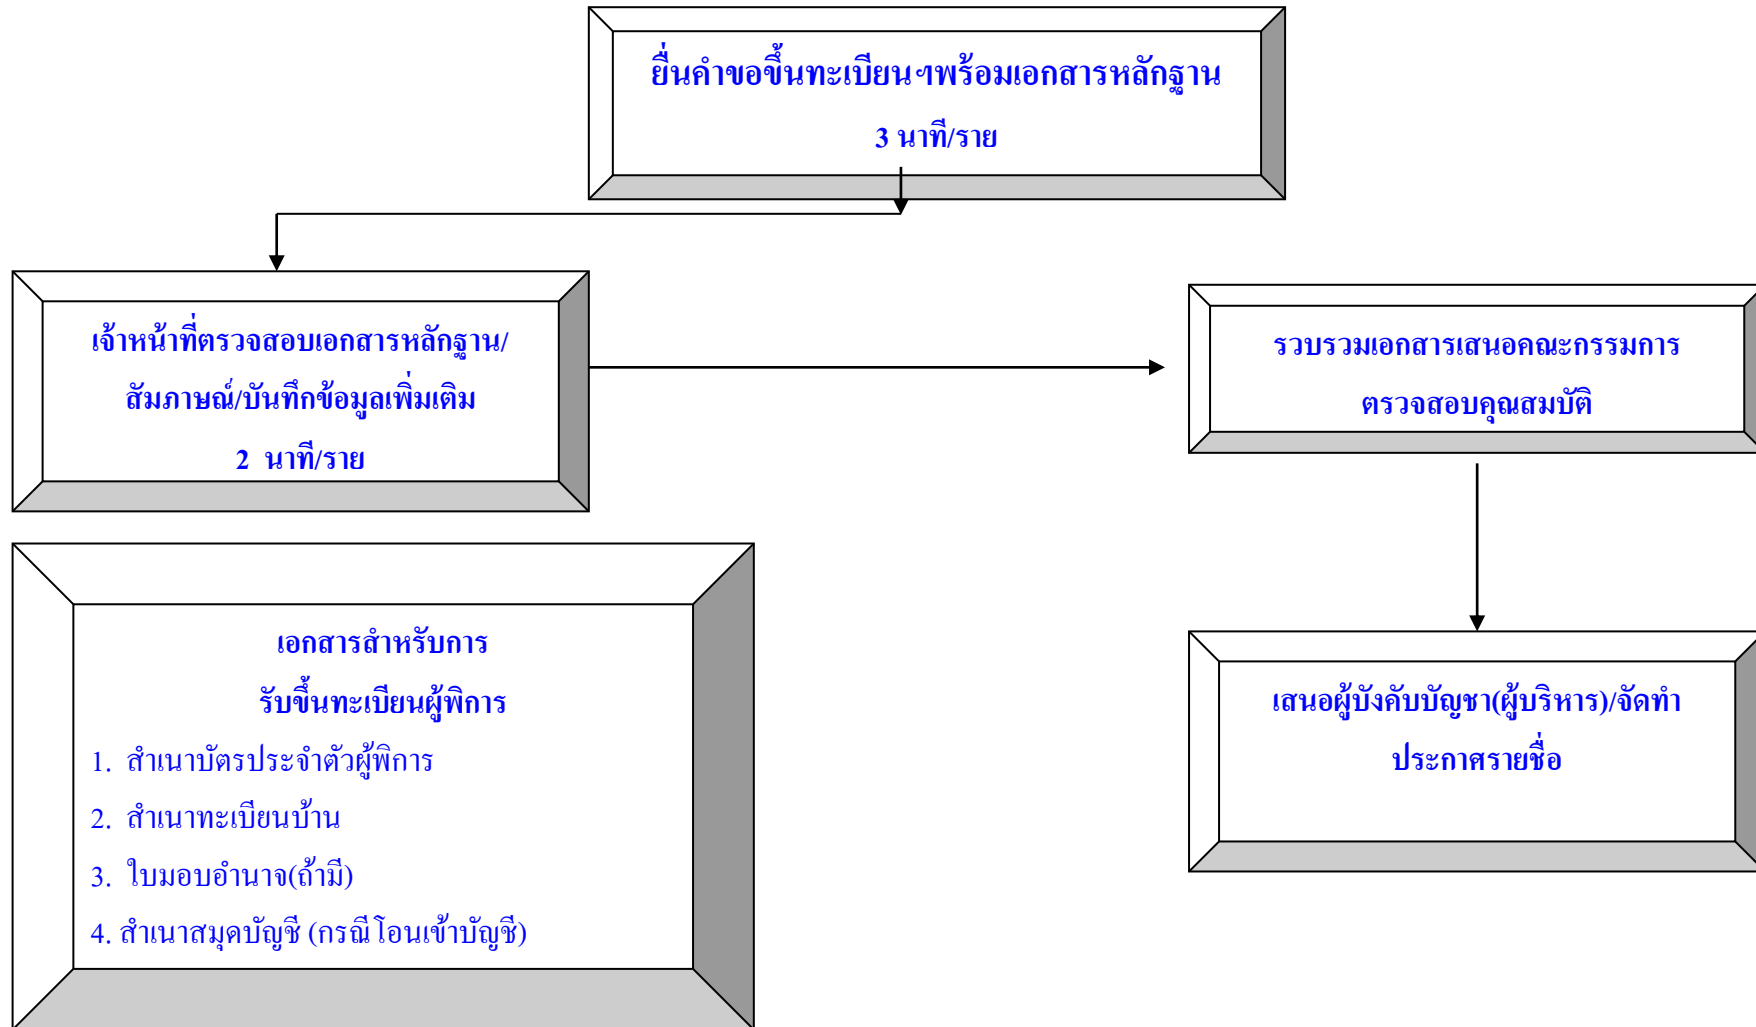 ยื่นคำขอขึ้นทะเบียนฯพร้อมเอกสารหลักฐาน
3 นาที/ราย
เจ้าหน้าที่ตรวจสอบเอกสารหลักฐาน/
สัมภาษณ์/บันทึกข้อมูลเพิ่มเติม
2 นาที/ราย
รวบรวมเอกสารเสนอคณะกรรมการ
ตรวจสอบคุณสมบัติ
เอกสารสำหรับการ
รับขึ้นทะเบียนผู้พิการ
1. สำเนาบัตรประจำตัวผู้พิการ
2. สำเนาทะเบียนบ้าน
3. ใบมอบอำนาจ(ถ้ามี)
4. สำเนาสมุดบัญชี (กรณีโอนเข้าบัญชี)
เสนอผู้บังคับบัญชา(ผู้บริหาร)/จัดทำ
ประกาศรายชื่อ